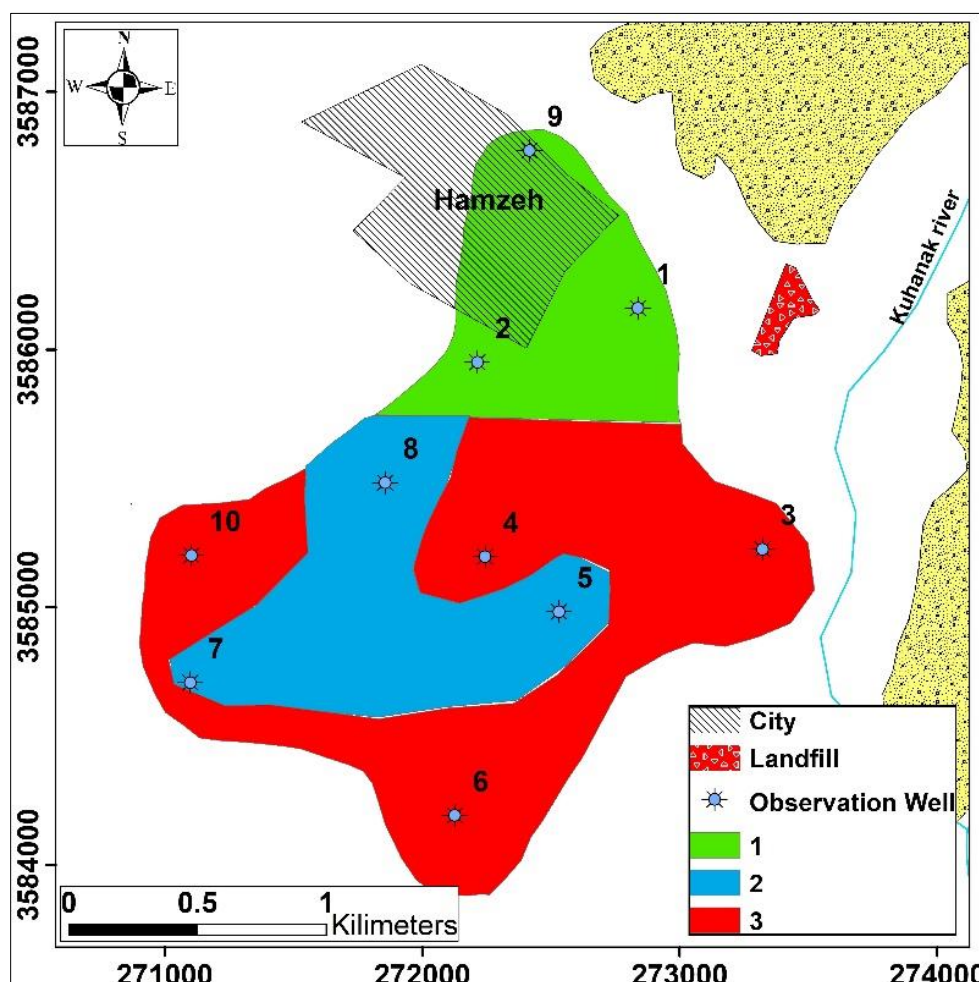 N
W E
S
3587000
3586000
3585000
3584000
9
Hamzeh
1
2
Kuhanak river
8
10
4
3
5
7
6
City
Landfill
Observation Well
1
2
3
0 0.5 1
Kilimeters
271000 272000 273000 274000